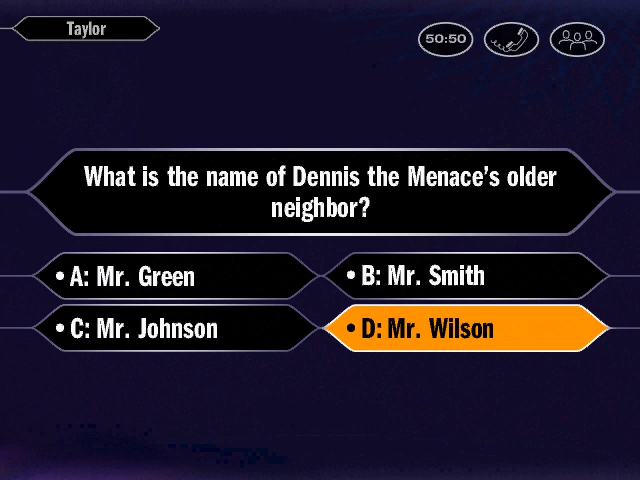 Taylor
50:50
What is the name of Dennis the Menace's older
neighbor?
• A: Mr. Green
• B: Mr. Smith
• C: Mr. Johnson
• D: Mr. Wilson